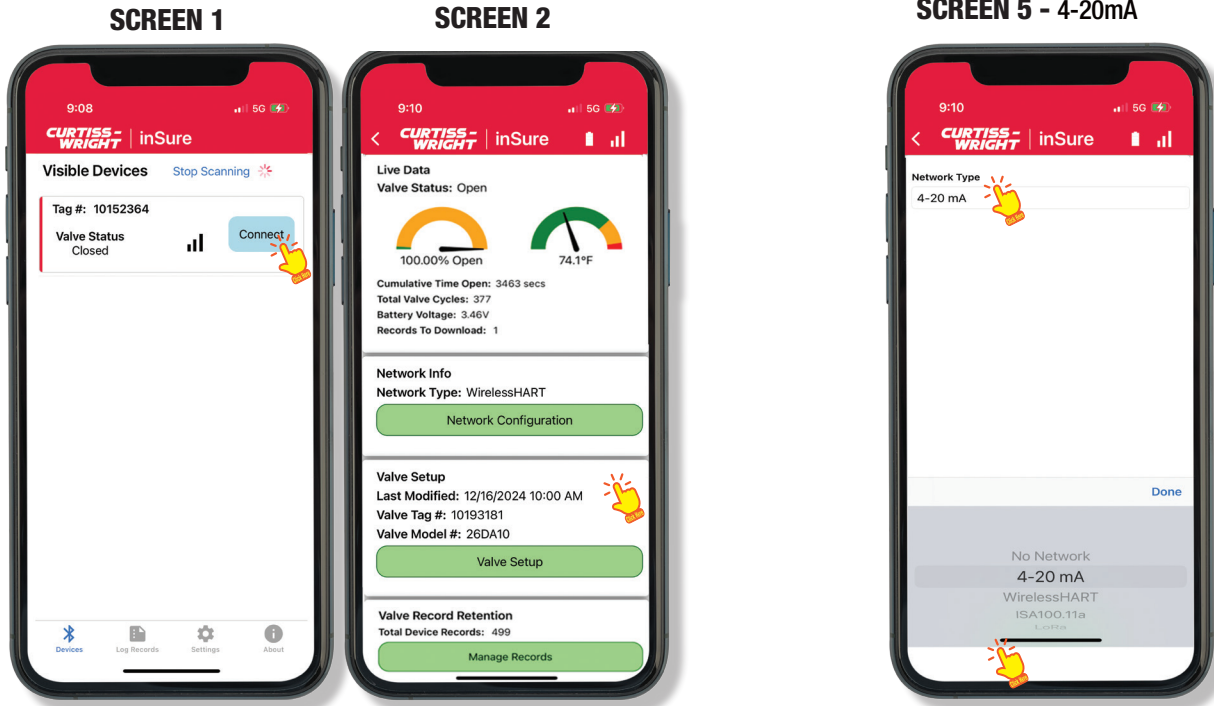 SCREEN 1
9:08
5G
CURTISS-WRIGHT | inSure
Visible Devices Stop Scanning
Tag #: 10152364
Valve Status
Closed
Connect
Devices
Log Records
Settings
About
SCREEN 2
9:10
5G
CURTISS-WRIGHT | inSure
Live Data
Valve Status: Open
100.00% Open
74.1°F
Cumulative Time Open: 3463 secs
Total Valve Cycles: 377
Battery Voltage: 3.46V
Records To Download: 1
Network Info
Network Type: WirelessHART
Network Configuration
Valve Setup
Last Modified: 12/16/2024 10:00 AM
Valve Tag #: 10193181
Valve Model #: 26DA10
Valve Setup
Valve Record Retention
Total Device Records: 499
Manage Records
SCREEN 5 - 4-20mA
9:10
5G
CURTISS-WRIGHT | inSure
Network Type
4-20 mA
Done
No Network
4-20 mA
WirelessHART
ISA100.11a
LoRa